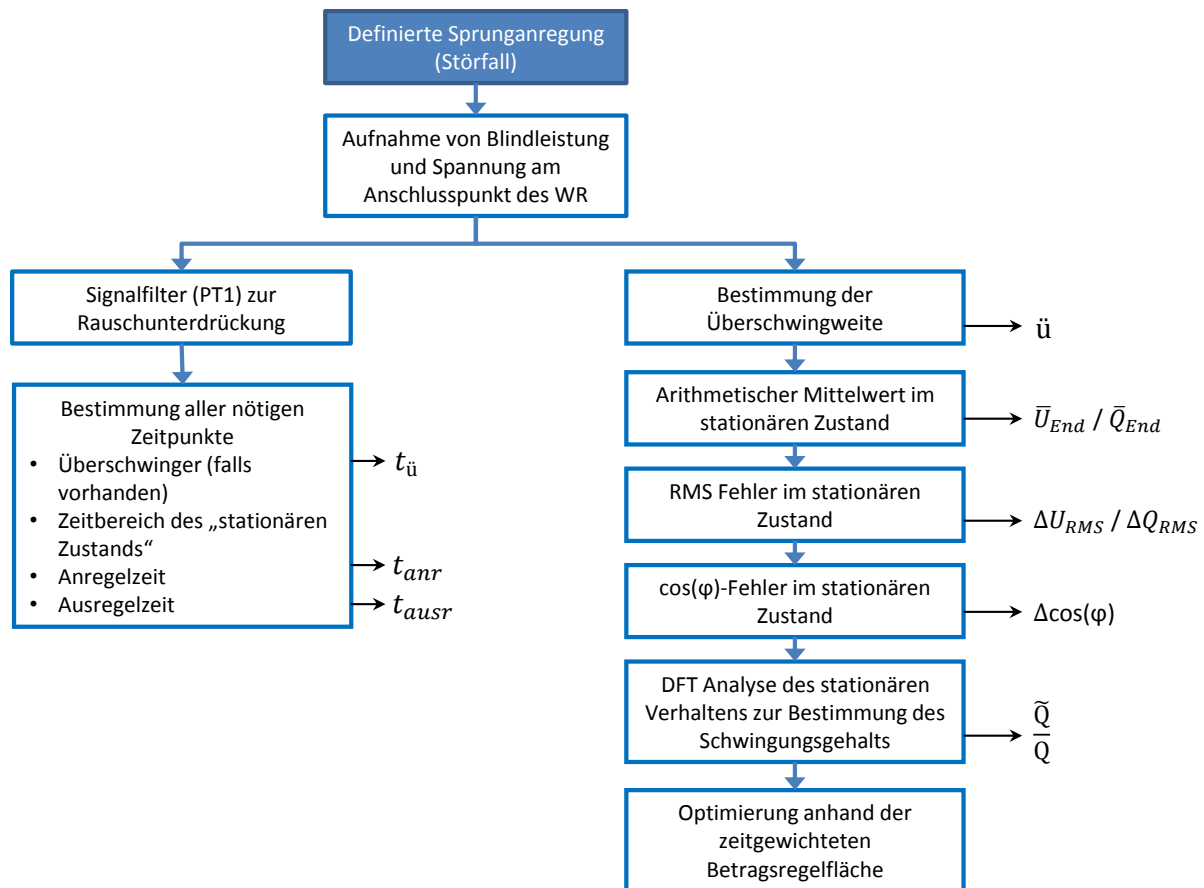 Definierte Sprunganregung
(Störfall)
Aufnahme von Blindleistung
und Spannung am
Anschlusspunkt des WR
Signalfilter (PT1) zur
Rauschunterdrückung
Bestimmung aller nötigen
Zeitpunkte
• Überschwinger (falls
vorhanden)
• Zeitbereich des „stationären
Zustands“
• Anregelzeit
• Ausregelzeit
t_ü
t_anr
t_ausr
Bestimmung der
Überschwingweite
ü
Arithmetischer Mittelwert im
stationären Zustand
U̅_End / Q̅_End
RMS Fehler im stationären
Zustand
ΔU_RMS / ΔQ_RMS
cos(φ)-Fehler im stationären
Zustand
Δcos(φ)
DFT Analyse des stationären
Verhaltens zur Bestimmung des
Schwingungsgehalts
Q̃
Q
Optimierung anhand der
zeitgewichteten
Betragsregelfläche